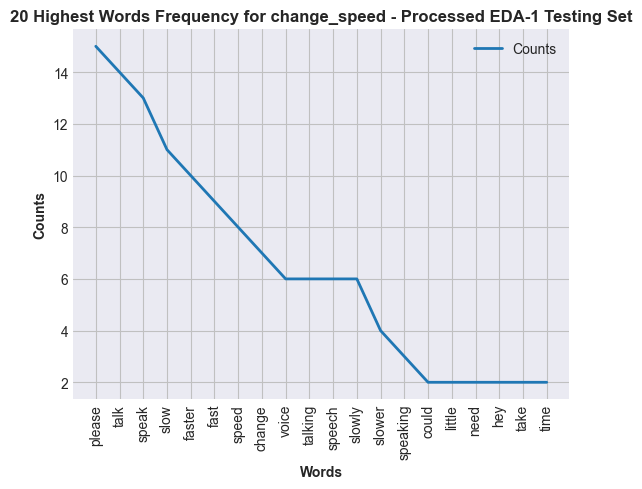 20 Highest Words Frequency for change_speed - Processed EDA-1 Testing Set
Counts
14
12
10
8
6
4
2
Counts
please
talk
speak
slow
faster
fast
speed
change
voice
talking
speech
slowly
slower
speaking
could
little
need
hey
take
time
Words